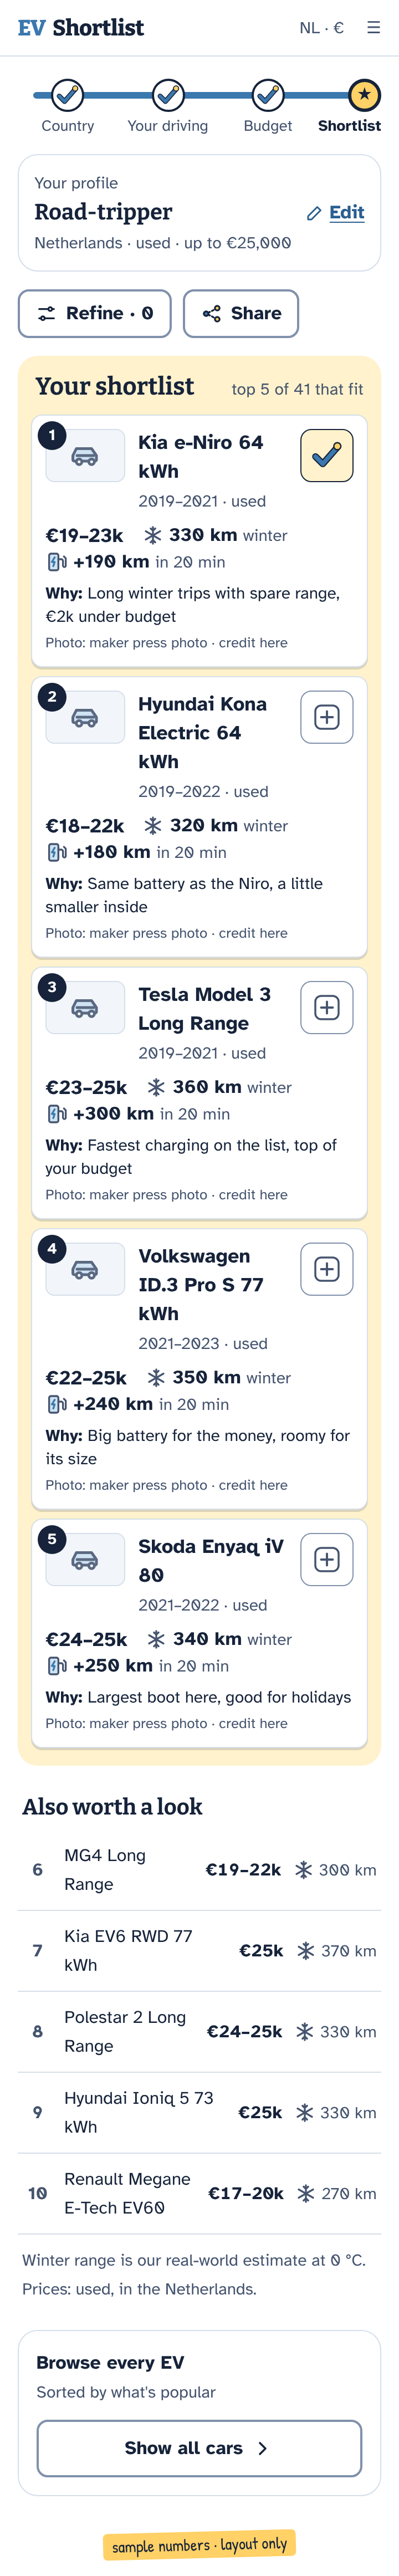 EV Shortlist
NL · € ☰
Country Your driving Budget Shortlist
Your profile
Road-tripper
Edit
Netherlands · used · up to €25,000
Refine · 0
Share
Your shortlist top 5 of 41 that fit
1
Kia e-Niro 64
kWh
2019–2021 · used
€19–23k 330 km winter
+190 km in 20 min
Why: Long winter trips with spare range,
€2k under budget
Photo: maker press photo · credit here
2
Hyundai Kona
Electric 64
kWh
2019–2022 · used
€18–22k 320 km winter
+180 km in 20 min
Why: Same battery as the Niro, a little
smaller inside
Photo: maker press photo · credit here
3
Tesla Model 3
Long Range
2019–2021 · used
€23–25k 360 km winter
+300 km in 20 min
Why: Fastest charging on the list, top of
your budget
Photo: maker press photo · credit here
4
Volkswagen
ID.3 Pro S 77
kWh
2021–2023 · used
€22–25k 350 km winter
+240 km in 20 min
Why: Big battery for the money, roomy for
its size
Photo: maker press photo · credit here
5
Skoda Enyaq iV
80
2021–2022 · used
€24–25k 340 km winter
+250 km in 20 min
Why: Largest boot here, good for holidays
Photo: maker press photo · credit here
Also worth a look
6 MG4 Long
Range
€19–22k 300 km
7 Kia EV6 RWD 77
kWh
€25k 370 km
8 Polestar 2 Long
Range
€24–25k 330 km
9 Hyundai Ioniq 5 73
kWh
€25k 330 km
10 Renault Megane
E-Tech EV60
€17–20k 270 km
Winter range is our real-world estimate at 0 °C.
Prices: used, in the Netherlands.
Browse every EV
Sorted by what's popular
Show all cars
sample numbers · layout only